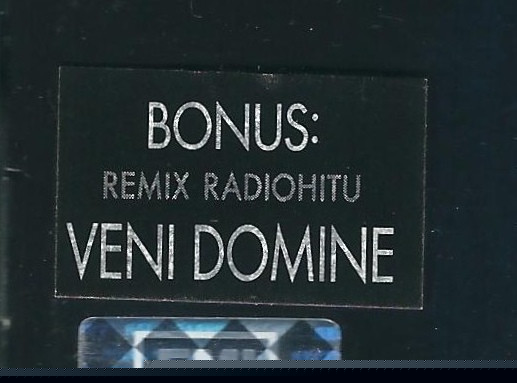 BONUS:
REMIX RADIOHITU
VENI DOMINE